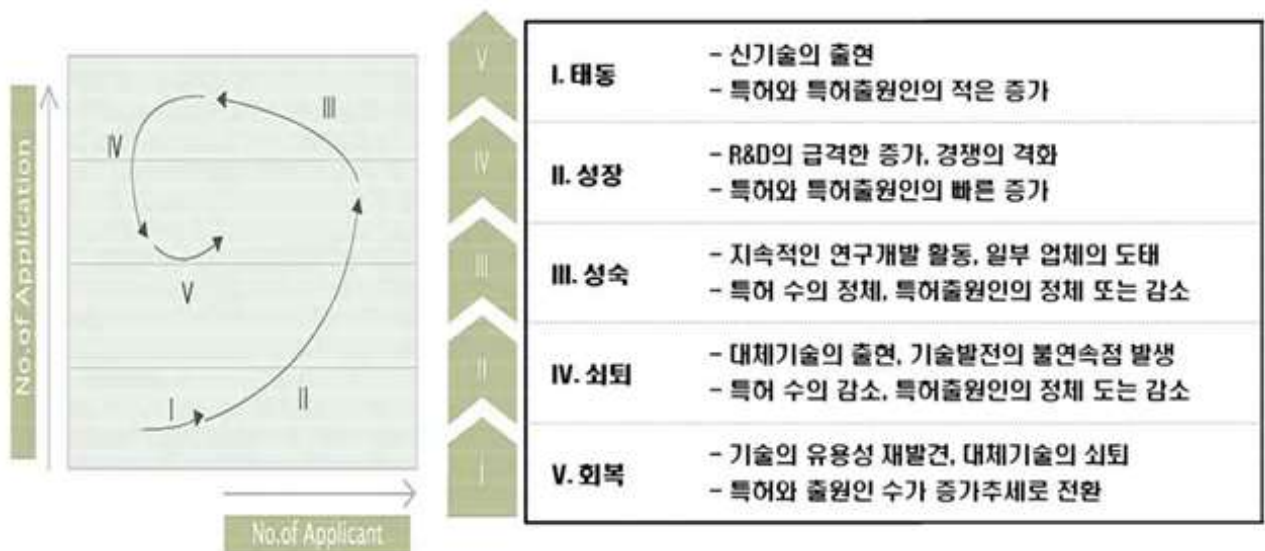 No.of Application
No.of Applicant
I
II
III
IV
V
V
IV
III
II
I
I. 태동
- 신기술의 출현
- 특허와 특허출원인의 적은 증가
II. 성장
- R&D의 급격한 증가, 경쟁의 격화
- 특허와 특허출원인의 빠른 증가
III. 성숙
- 지속적인 연구개발 활동, 일부 업체의 도태
- 특허 수의 정체, 특허출원인의 정체 또는 감소
IV. 쇠퇴
- 대체기술의 출현, 기술발전의 불연속점 발생
- 특허 수의 감소, 특허출원인의 정체 도는 감소
V. 회복
- 기술의 유용성 재발견, 대체기술의 쇠퇴
- 특허와 출원인 수가 증가추세로 전환